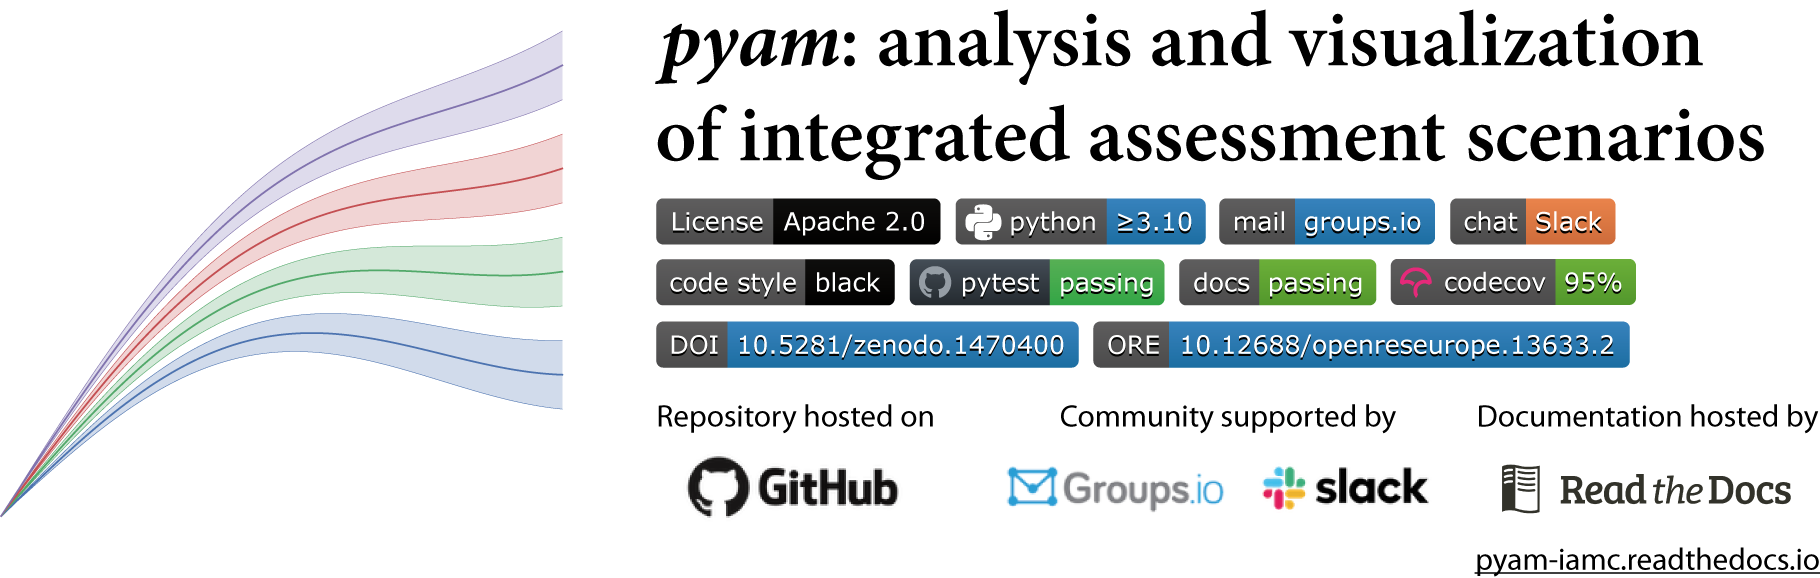 pyam: analysis and visualization
of integrated assessment scenarios
License Apache 2.0 python ≥3.10 mail groups.io chat Slack
code style black pytest passing docs passing codecov 95%
DOI 10.5281/zenodo.1470400 ORE 10.12688/openreseurope.13633.2
Repository hosted on Community supported by Documentation hosted by
GitHub Groups.io slack Read the Docs
pyam-iamc.readthedocs.io